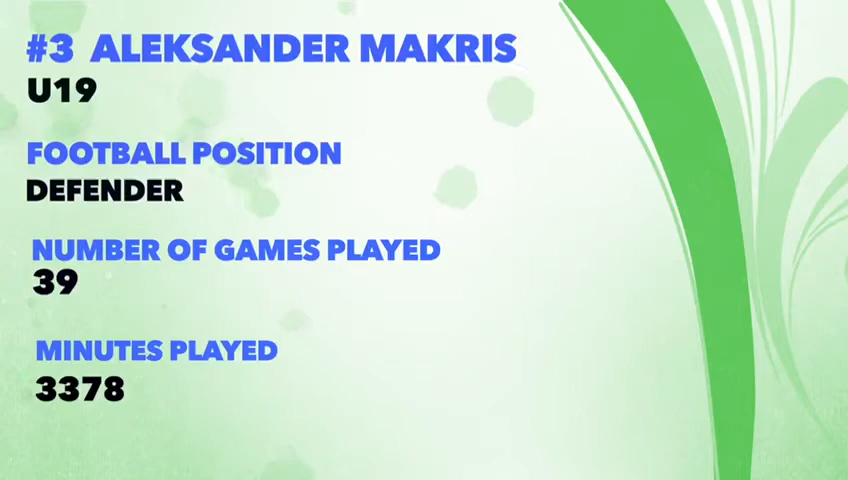 #3 ALEKSANDER MAKRIS
U19
FOOTBALL POSITION
DEFENDER
NUMBER OF GAMES PLAYED
39
MINUTES PLAYED
3378